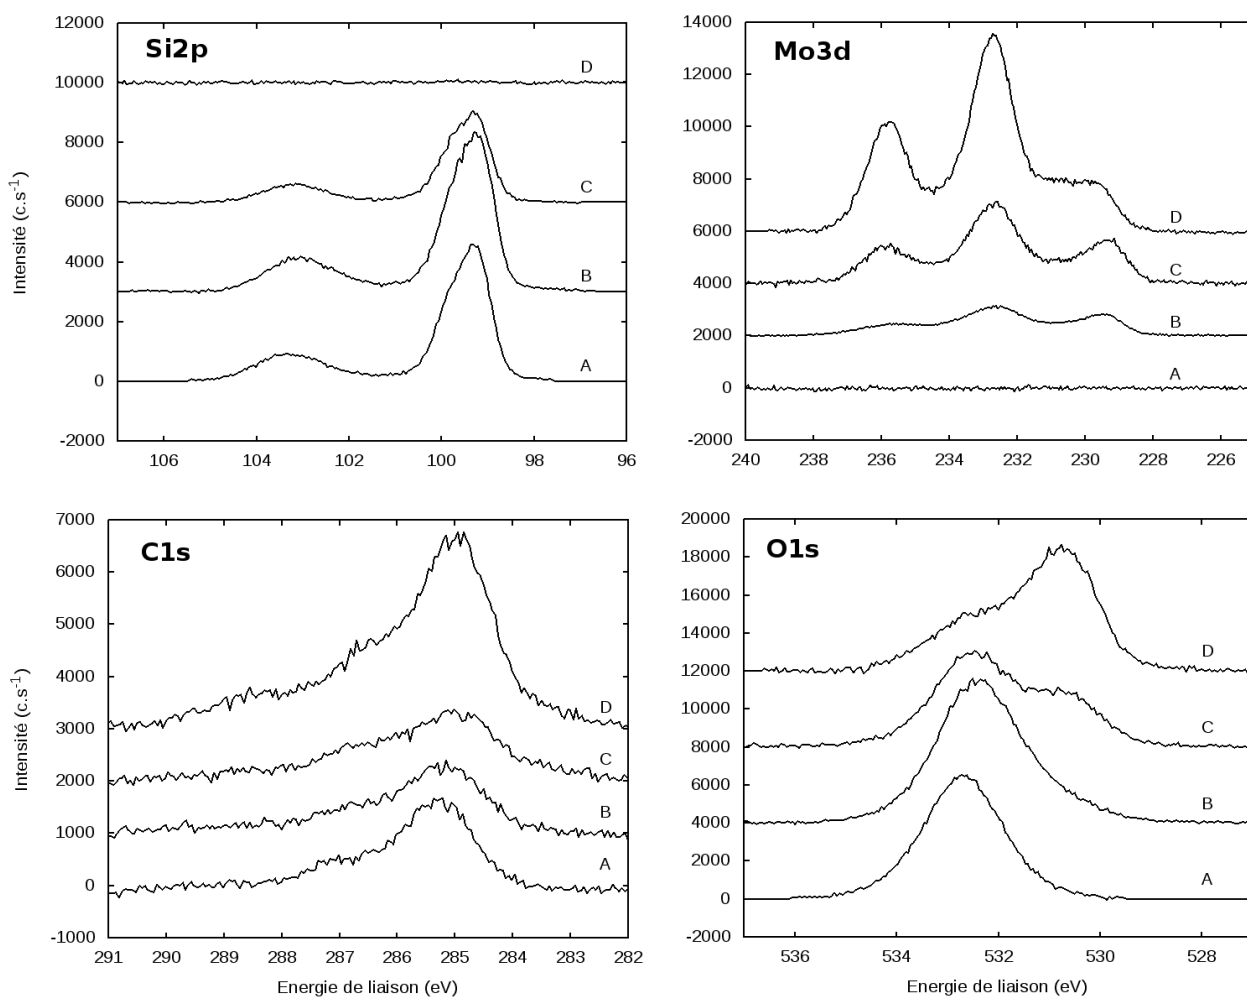 12000
10000
8000
6000
4000
2000
0
-2000
Si2p
D
C
B
A
106 104 102 100 98 96
Intensité (c.s⁻¹)
14000
12000
10000
8000
6000
4000
2000
0
-2000
Mo3d
D
C
B
A
240 238 236 234 232 230 228 226
7000
6000
5000
4000
3000
2000
1000
0
-1000
C1s
D
C
B
A
291 290 289 288 287 286 285 284 283 282
Intensité (c.s⁻¹)
Energie de liaison (eV)
20000
18000
16000
14000
12000
10000
8000
6000
4000
2000
0
-2000
O1s
D
C
B
A
536 534 532 530 528
Energie de liaison (eV)